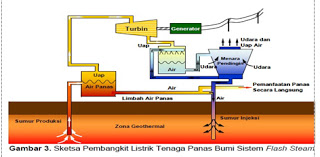 Turbin
Generator
Uap
Air
Udara
Menara
Pendingin
Udara dan
Uap Air
Udara
Uap
Air Panas
Limbah Air Panas
Pemanfaatan Panas
Secara Langsung
Sumur Produksi
Zona Geothermal
Sumur Injeksi
Gambar 3. Sketsa Pembangkit Listrik Tenaga Panas Bumi Sistem Flash Steam